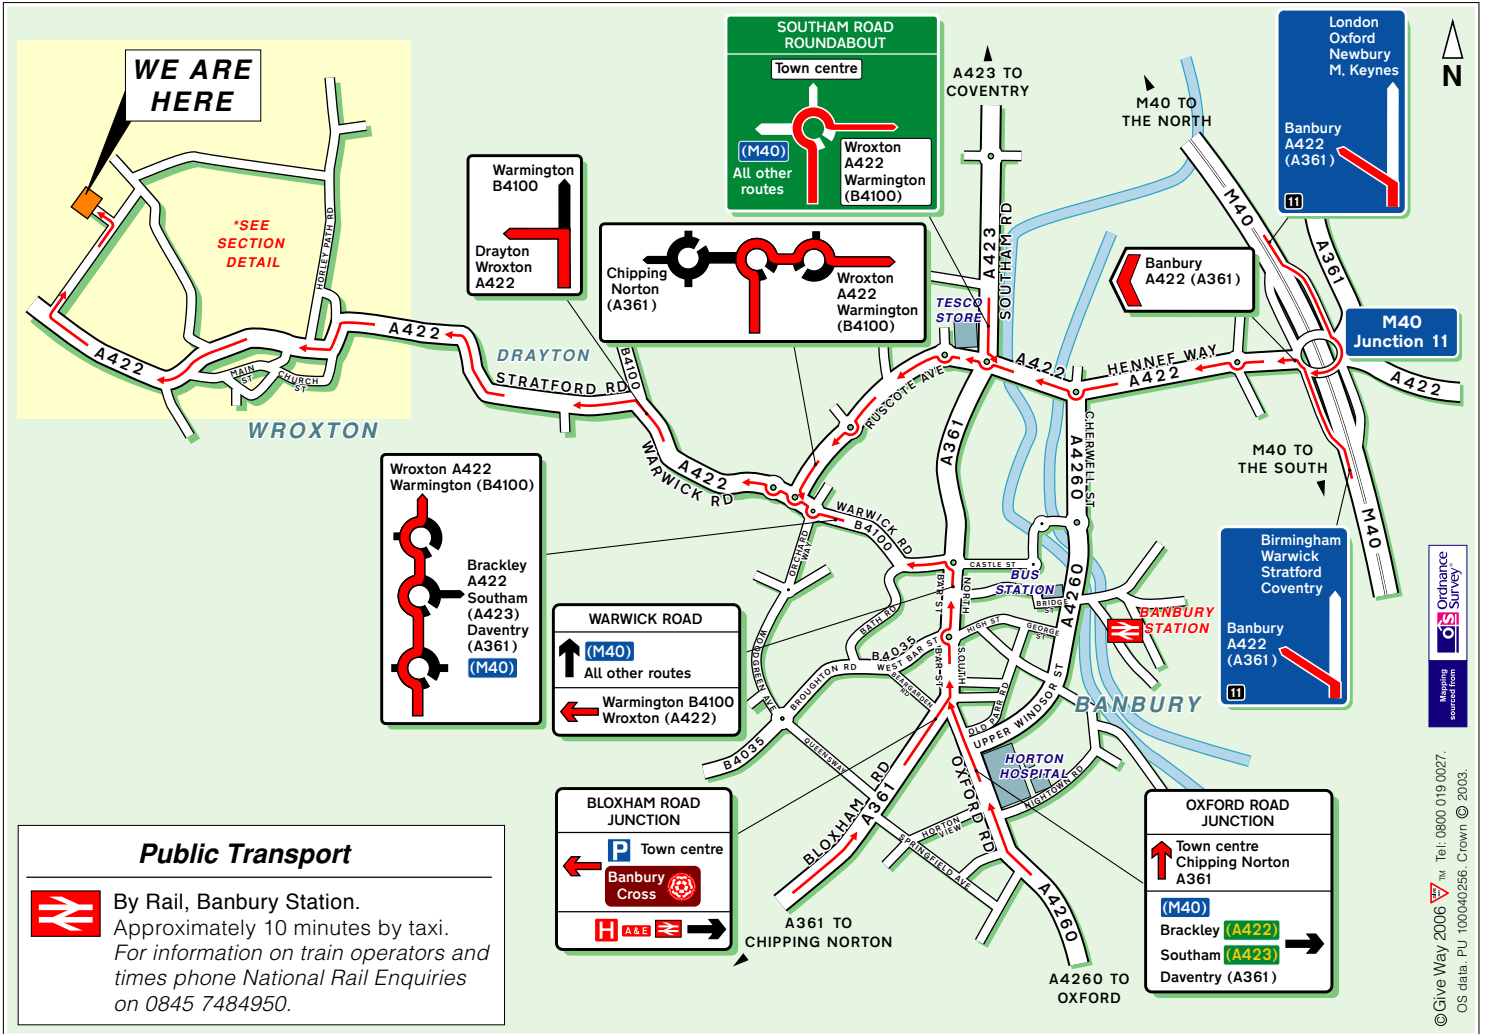 WE ARE
HERE
*SEE
SECTION
DETAIL
HORLEY PATH RD
A422
MAIN
ST
CHURCH
ST
A422
WROXTON
DRAYTON
STRATFORD RD
B4100
WARWICK RD
A422
Warmington
B4100
Drayton
Wroxton
A422
SOUTHAM ROAD
ROUNDABOUT
Town centre
(M40)
All other
routes
Wroxton
A422
Warmington
(B4100)
Chipping
Norton
(A361)
Wroxton
A422
Warmington
(B4100)
A423 TO
COVENTRY
A423
SOUTHAM RD
TESCO
STORE
M40 TO
THE NORTH
London
Oxford
Newbury
M. Keynes
Banbury
A422
(A361)
11
N
M40
A361
Banbury
A422 (A361)
M40
Junction 11
A422
HENNEF WAY
A422
A422
RUSCOTE AVE
A361
CHERWELL ST
A4260
M40 TO
THE SOUTH
M40
Birmingham
Warwick
Stratford
Coventry
Banbury
A422
(A361)
11
Wroxton A422
Warmington (B4100)
Brackley
A422
Southam
(A423)
Daventry
(A361)
(M40)
WARWICK RD
B4100
ORCHARD
WAY
CASTLE ST
BUS
STATION
BRIDGE
ST
A4260
BANBURY
STATION
BANBURY
NORTH
BAR ST
HIGH ST
GEORGE
ST
BATH RD
B4035
WEST BAR ST
SOUTH
BAR ST
BEARGARDEN
RD
BROUGHTON RD
WOODGREEN AVE
B4035
QUEENSWAY
OLD PARR RD
UPPER WINDSOR ST
HORTON
HOSPITAL
HIGHTOWN RD
OXFORD RD
HORTON
VIEW
SPRINGFIELD AVE
BLOXHAM RD
A361
A4260
A361 TO
CHIPPING NORTON
A4260 TO
OXFORD
WARWICK ROAD
(M40)
All other routes
Warmington B4100
Wroxton (A422)
BLOXHAM ROAD
JUNCTION
P
Town centre
Banbury
Cross
H
A&E
OXFORD ROAD
JUNCTION
Town centre
Chipping Norton
A361
(M40)
Brackley (A422)
Southam (A423)
Daventry (A361)
Public Transport
By Rail, Banbury Station.
Approximately 10 minutes by taxi.
For information on train operators and
times phone National Rail Enquiries
on 0845 7484950.
Ordnance
Survey®
Mapping
sourced from
©Give Way 2006 ™ Tel: 0800 019 0027.
OS data. PU 100040256. Crown © 2003.